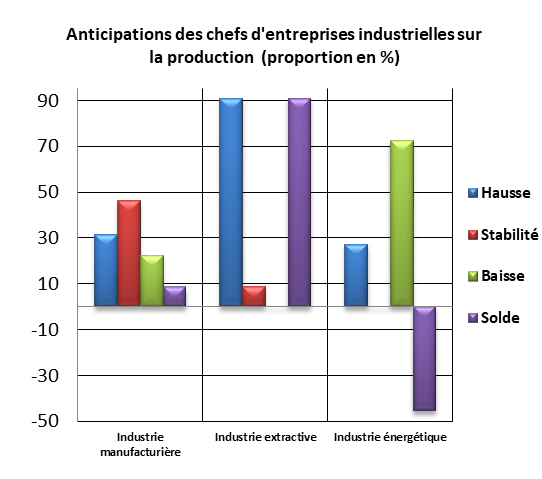 Anticipations des chefs d'entreprises industrielles sur
la production (proportion en %)
90
70
50
30
10
-10
-30
-50
Hausse
Stabilité
Baisse
Solde
Industrie
manufacturière
Industrie extractive
Industrie énergétique